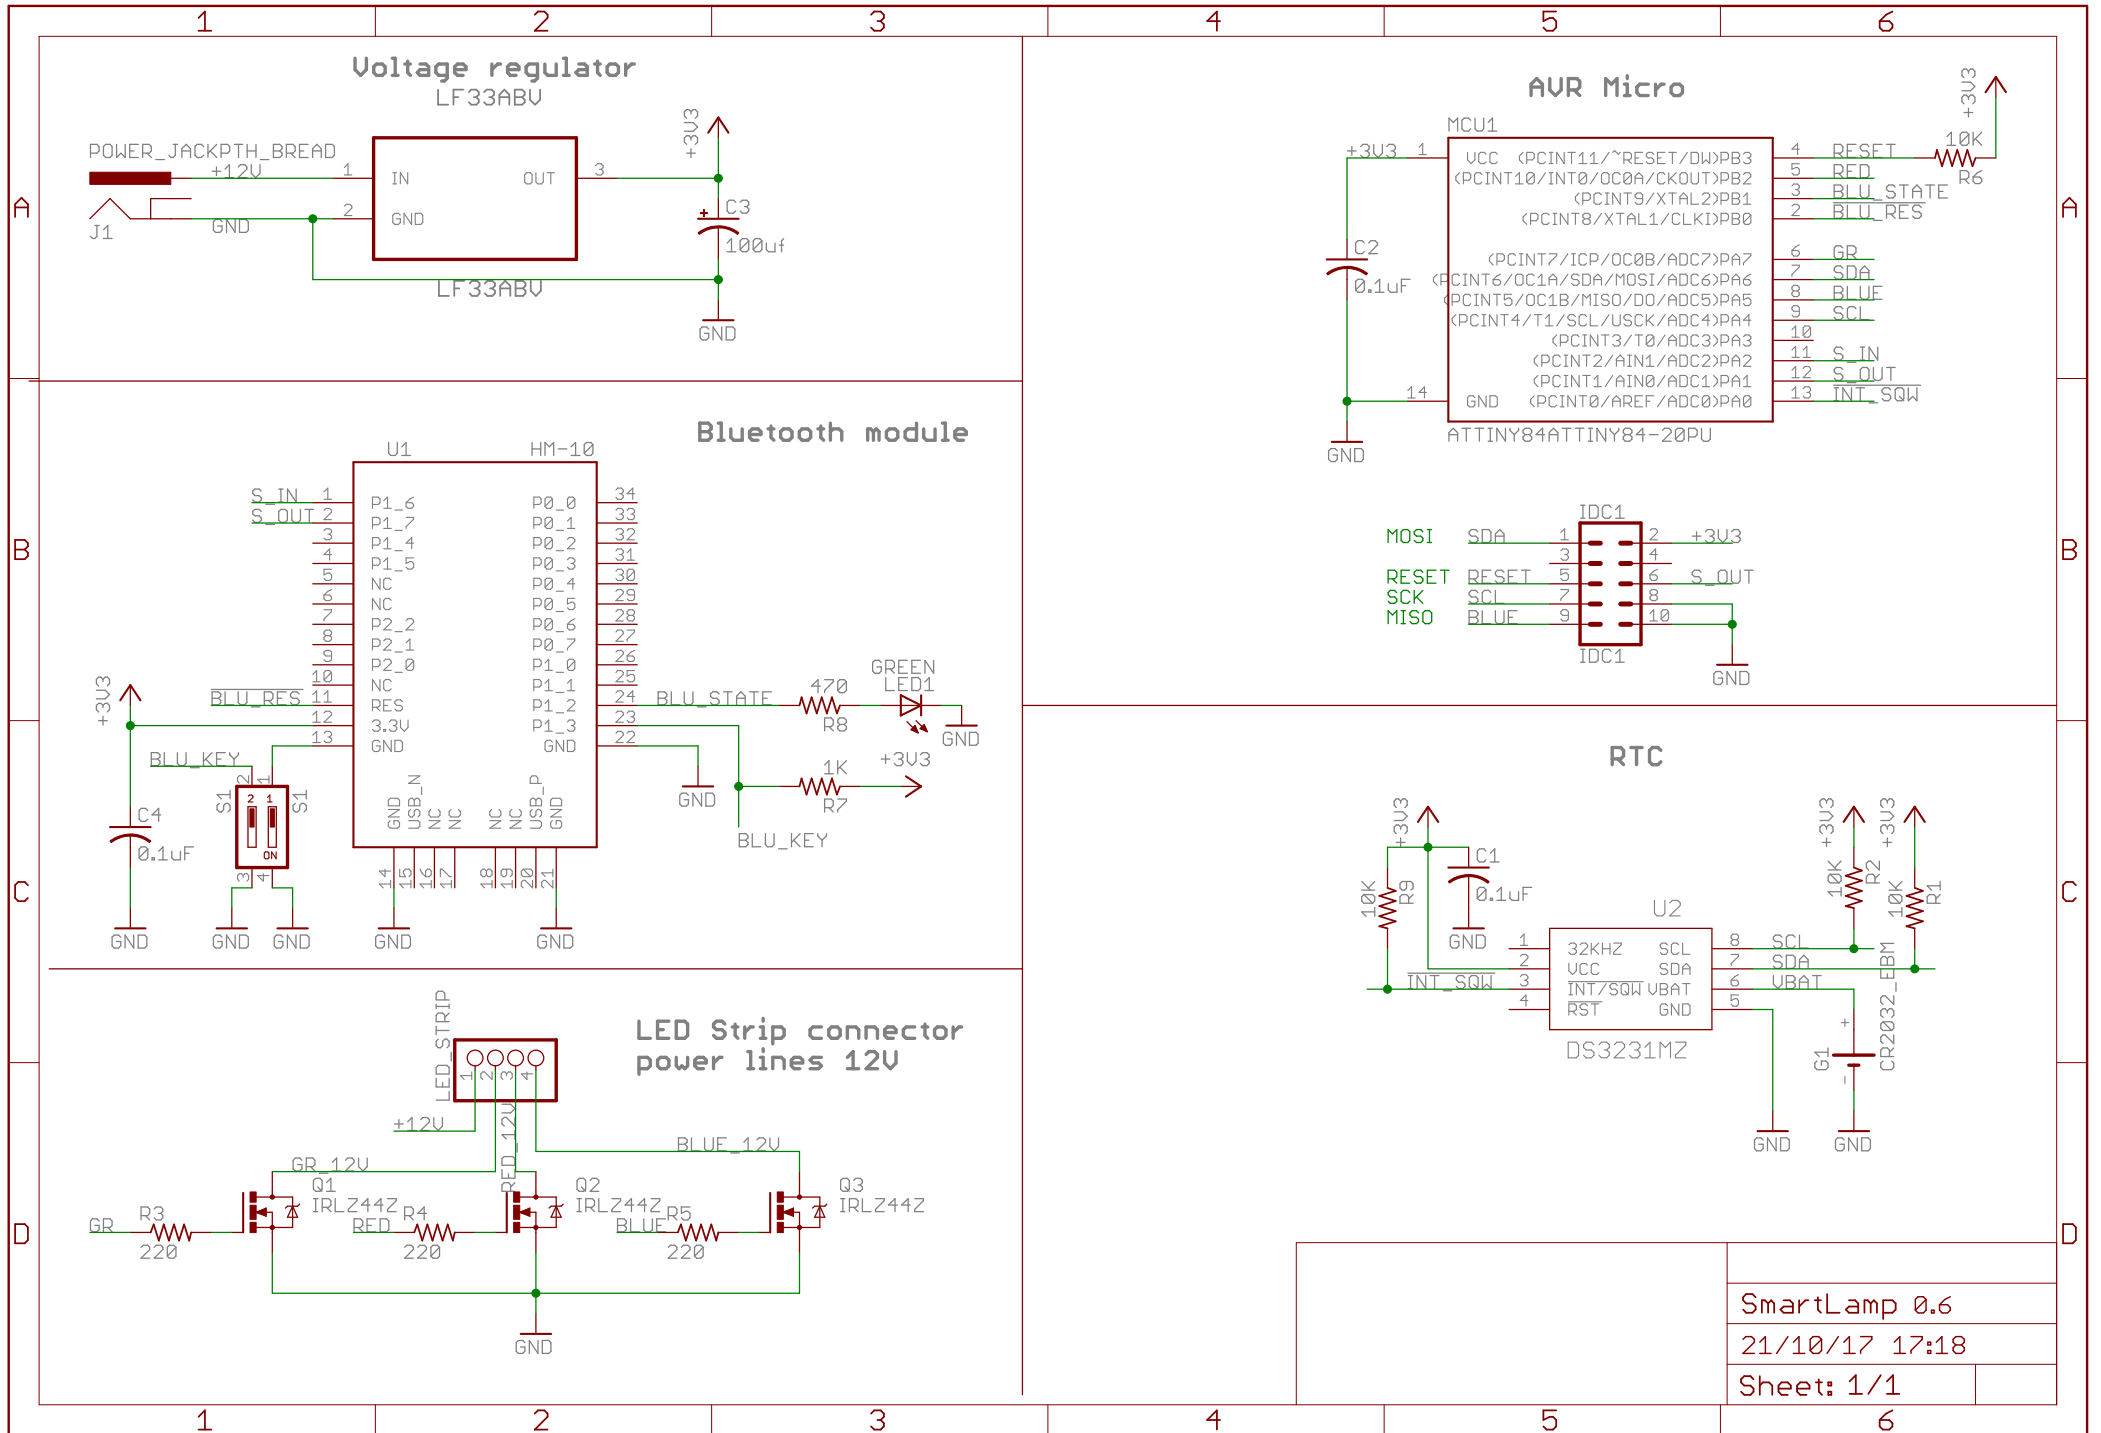 1 2 3 4 5 6
A
B
C
D
A
B
C
D
Voltage regulator
LF33ABV
POWER_JACKPTH_BREAD
+12V
GND
J1
1 IN
2 GND
OUT 3
LF33ABV
+3V3
C3
100uf
GND
Bluetooth module
U1 HM-10
S_IN 1 P1_6
S_OUT 2 P1_7
3 P1_4
4 P1_5
5 NC
6 NC
7 P2_2
8 P2_1
9 P2_0
10 NC
BLU_RES 11 RES
12 3.3V
13 GND
P0_0 34
P0_1 33
P0_2 32
P0_3 31
P0_4 30
P0_5 29
P0_6 28
P0_7 27
P1_0 26
P1_1 25
P1_2 24 BLU_STATE
P1_3 23
GND 22
GND USB_N NC NC NC NC USB_P GND
14 15 16 17 18 19 20 21
+3V3
C4
0.1uF
GND
BLU_KEY
S1 S1
2 1
2 1
ON
3 4
GND GND
GND GND
470
R8
GREEN
LED1
GND
GND
1K
R7
+3V3
BLU_KEY
LED Strip connector
power lines 12V
LED_STRIP
1 2 3 4
+12V
GR_12V
RED_12V
BLUE_12V
GR
R3
220
Q1
IRLZ44Z
RED
R4
220
Q2
IRLZ44Z
BLUE
R5
220
Q3
IRLZ44Z
GND
AVR Micro
MCU1
+3V3 1 VCC
14 GND
C2
0.1uF
GND
(PCINT11/~RESET/DW)PB3 4 RESET
(PCINT10/INT0/OC0A/CKOUT)PB2 5 RED
(PCINT9/XTAL2)PB1 3 BLU_STATE
(PCINT8/XTAL1/CLKI)PB0 2 BLU_RES
(PCINT7/ICP/OC0B/ADC7)PA7 6 GR
(PCINT6/OC1A/SDA/MOSI/ADC6)PA6 7 SDA
(PCINT5/OC1B/MISO/DO/ADC5)PA5 8 BLUE
(PCINT4/T1/SCL/USCK/ADC4)PA4 9 SCL
(PCINT3/T0/ADC3)PA3 10
(PCINT2/AIN1/ADC2)PA2 11 S_IN
(PCINT1/AIN0/ADC1)PA1 12 S_OUT
(PCINT0/AREF/ADC0)PA0 13 INT_SQW
10K
R6
+3V3
ATTINY84ATTINY84-20PU
IDC1
MOSI SDA 1 2 +3V3
3 4
RESET RESET 5 6 S_OUT
SCK SCL 7 8
MISO BLUE 9 10
IDC1
GND
RTC
+3V3
10K
R9
C1
0.1uF
GND
INT_SQW
+3V3
10K
R2
+3V3
10K
R1
U2
1 32KHZ SCL 8 SCL
2 VCC SDA 7 SDA
3 INT/SQW VBAT 6 VBAT
4 RST GND 5
DS3231MZ
+
-
G1
CR2032_EBM
GND
GND
SmartLamp 0.6
21/10/17 17:18
Sheet: 1/1
1 2 3 4 5 6